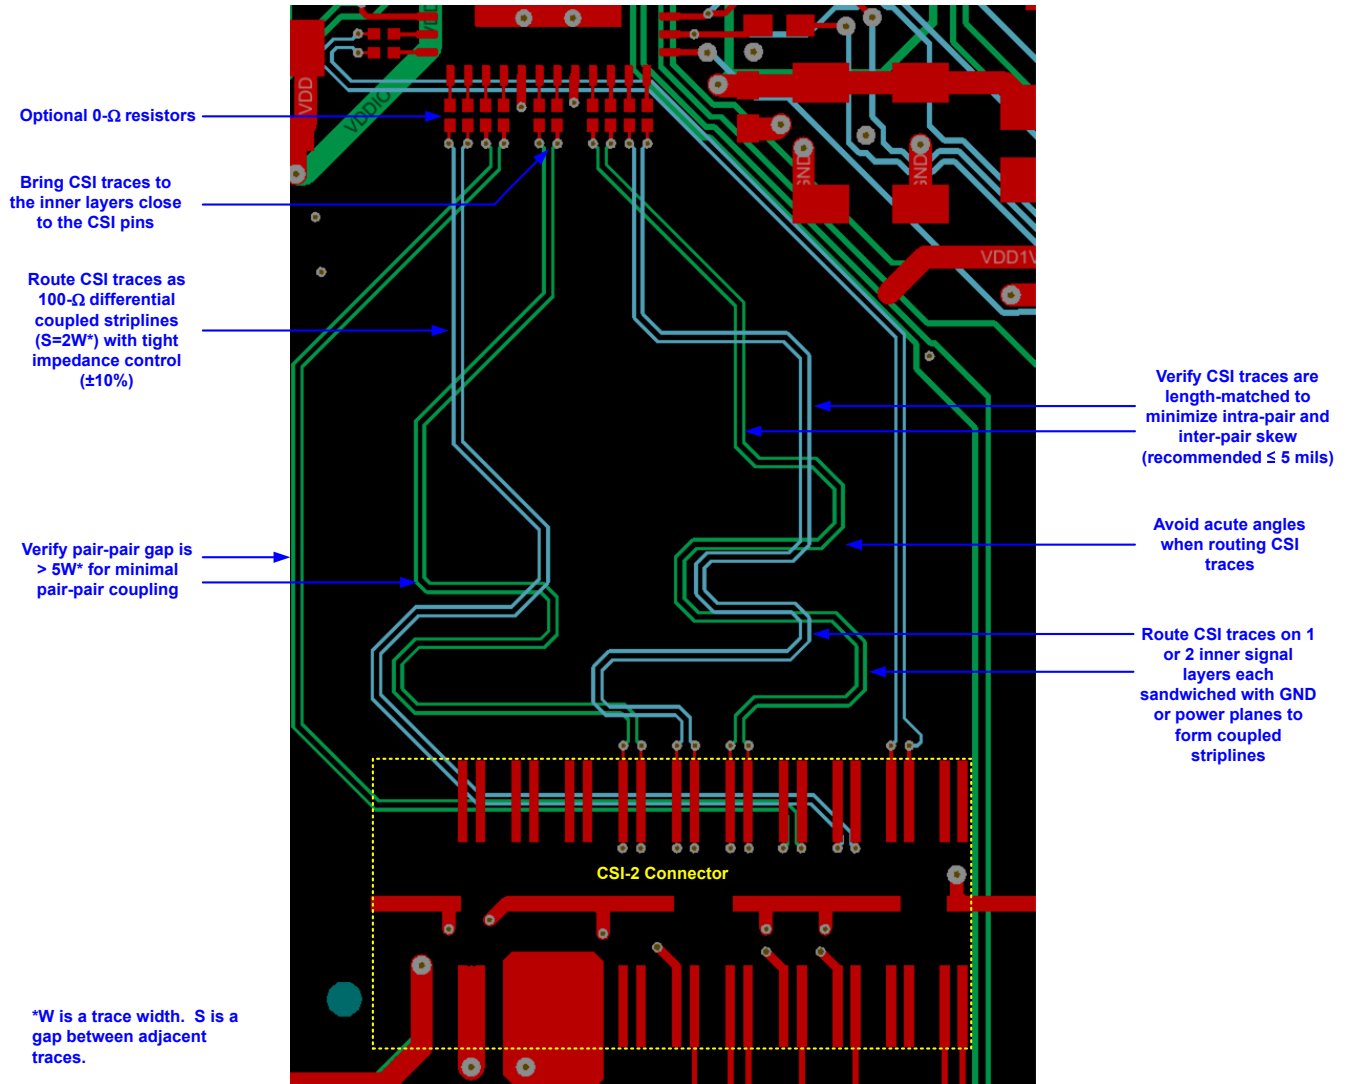 VDD
VDDIO
GND
GND
VDD1V
Optional 0-Ω resistors
Bring CSI traces to
the inner layers close
to the CSI pins
Route CSI traces as
100-Ω differential
coupled striplines
(S=2W*) with tight
impedance control
(±10%)
Verify pair-pair gap is
> 5W* for minimal
pair-pair coupling
Verify CSI traces are
length-matched to
minimize intra-pair and
inter-pair skew
(recommended ≤ 5 mils)
Avoid acute angles
when routing CSI
traces
Route CSI traces on 1
or 2 inner signal
layers each
sandwiched with GND
or power planes to
form coupled
striplines
CSI-2 Connector
*W is a trace width.  S is a
gap between adjacent
traces.